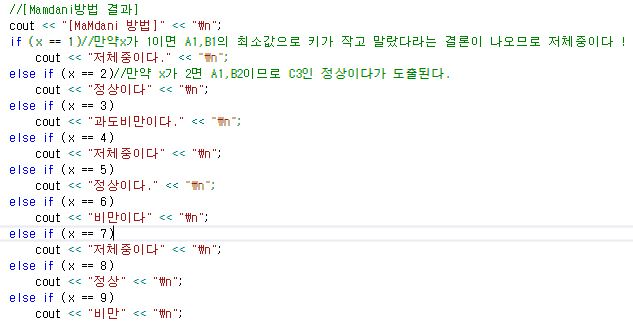 //[Mamdani방법 결과]
cout << "[MaMdani 방법]" << "₩n";
if (x == 1)//만약x가 1이면 A1,B1의 최소값으로 키가 작고 말랐다라는 결론이 나오므로 저체중이다 !
cout << "저체중이다." << "₩n";
else if (x == 2)//만약 x가 2면 A1,B2이므로 C3인 정상이다가 도출된다.
cout << "정상이다" << "₩n";
else if (x == 3)
cout << "과도비만이다." << "₩n";
else if (x == 4)
cout << "저체중이다" << "₩n";
else if (x == 5)
cout << "정상이다." << "₩n";
else if (x == 6)
cout << "비만이다" << "₩n";
else if (x == 7)
cout << "저체중이다" << "₩n";
else if (x == 8)
cout << "정상" << "₩n";
else if (x == 9)
cout << "비만" << "₩n";